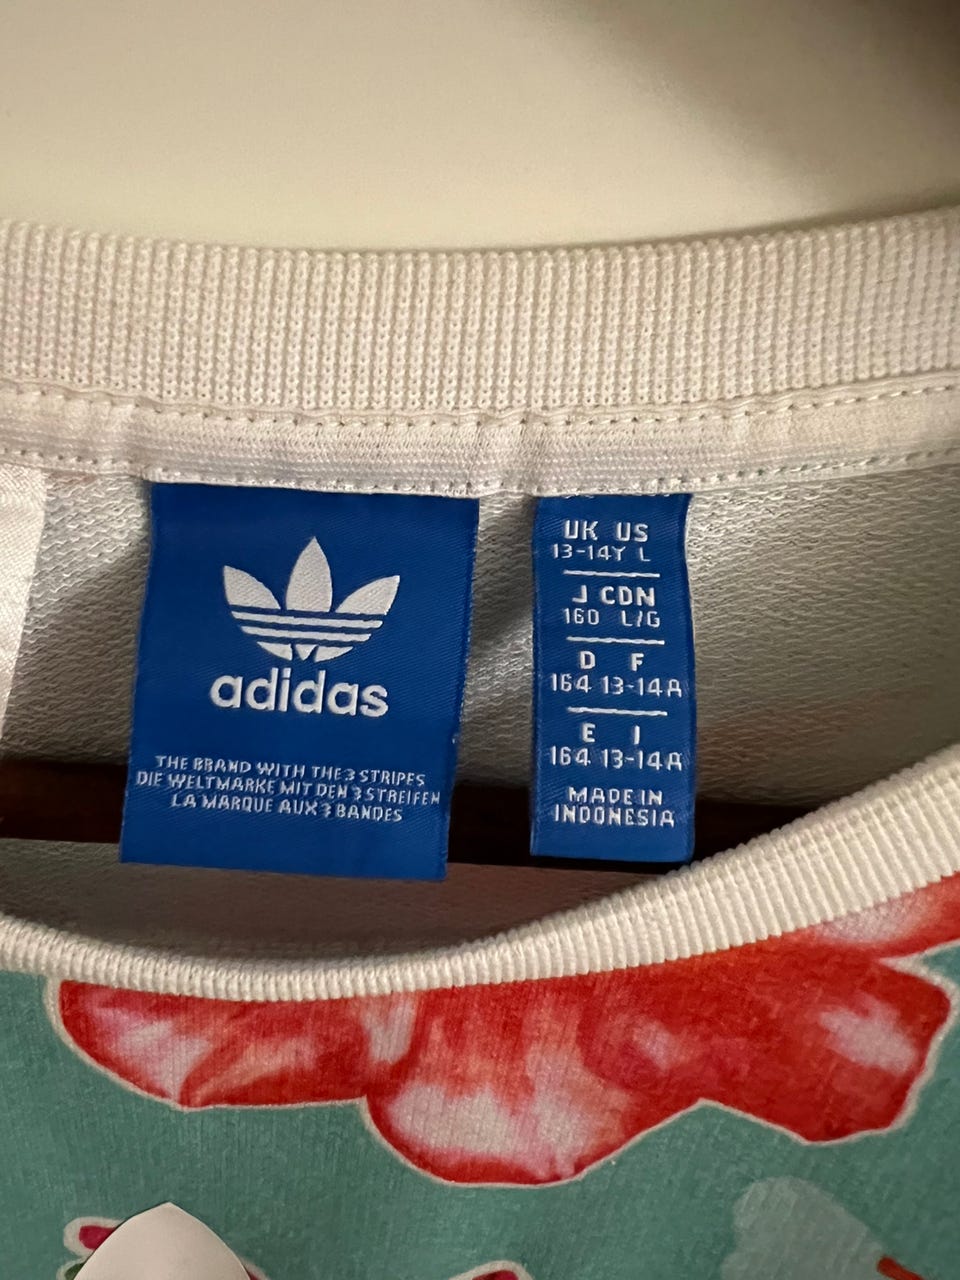 adidas
THE BRAND WITH THE 3 STRIPES
DIE WELTMARKE MIT DEN 3 STREIFEN
LA MARQUE AUX 3 BANDES
UK US
13-14Y L
J CDN
160 L/G
D F
164 13-14A
E I
164 13-14A
MADE IN
INDONESIA